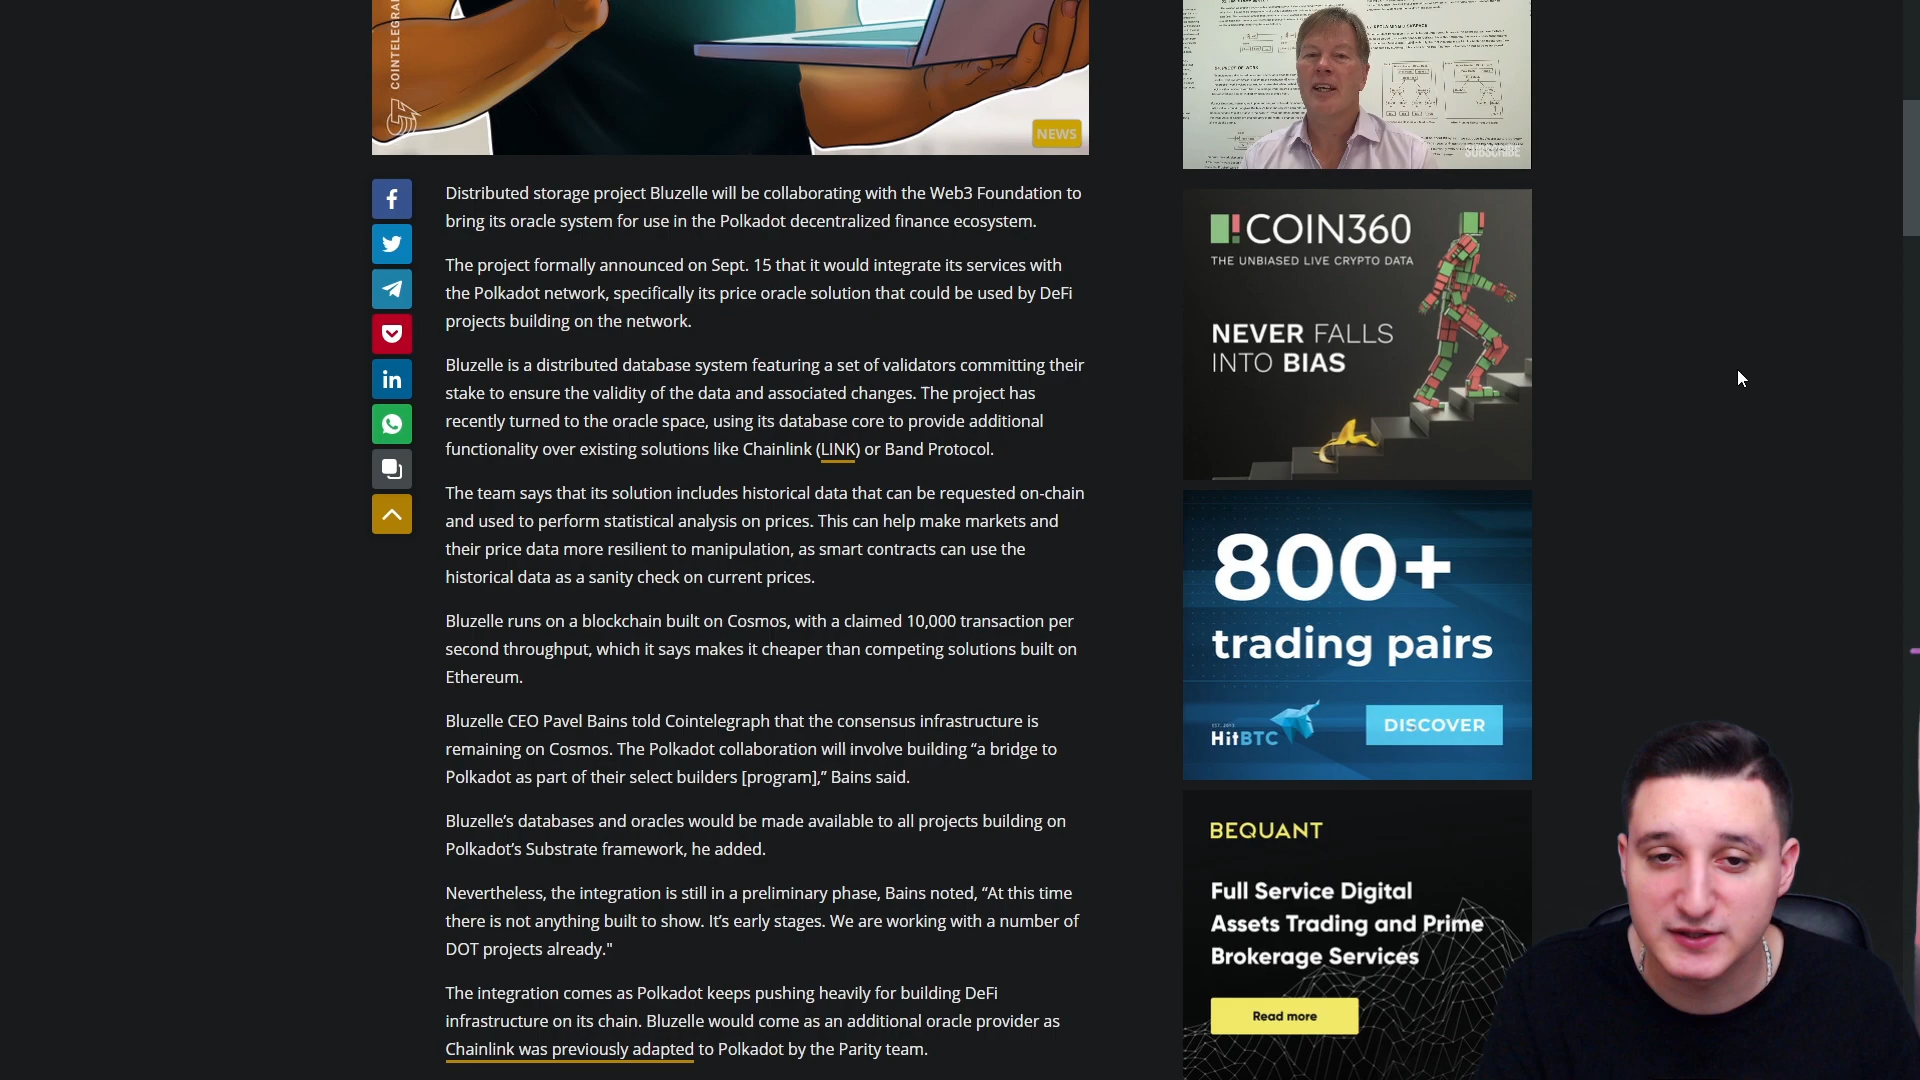 COINTELEGRAPH
NEWS
Distributed storage project Bluzelle will be collaborating with the Web3 Foundation to
bring its oracle system for use in the Polkadot decentralized finance ecosystem.
The project formally announced on Sept. 15 that it would integrate its services with
the Polkadot network, specifically its price oracle solution that could be used by DeFi
projects building on the network.
Bluzelle is a distributed database system featuring a set of validators committing their
stake to ensure the validity of the data and associated changes. The project has
recently turned to the oracle space, using its database core to provide additional
functionality over existing solutions like Chainlink (LINK) or Band Protocol.
The team says that its solution includes historical data that can be requested on-chain
and used to perform statistical analysis on prices. This can help make markets and
their price data more resilient to manipulation, as smart contracts can use the
historical data as a sanity check on current prices.
Bluzelle runs on a blockchain built on Cosmos, with a claimed 10,000 transaction per
second throughput, which it says makes it cheaper than competing solutions built on
Ethereum.
Bluzelle CEO Pavel Bains told Cointelegraph that the consensus infrastructure is
remaining on Cosmos. The Polkadot collaboration will involve building “a bridge to
Polkadot as part of their select builders [program],” Bains said.
Bluzelle’s databases and oracles would be made available to all projects building on
Polkadot’s Substrate framework, he added.
Nevertheless, the integration is still in a preliminary phase, Bains noted, “At this time
there is not anything built to show. It’s early stages. We are working with a number of
DOT projects already."
The integration comes as Polkadot keeps pushing heavily for building DeFi
infrastructure on its chain. Bluzelle would come as an additional oracle provider as
Chainlink was previously adapted to Polkadot by the Parity team.
SUBSCRIBE
COIN360
THE UNBIASED LIVE CRYPTO DATA
NEVER FALLS
INTO BIAS
800+
trading pairs
HitBTC
DISCOVER
BEQUANT
Full Service Digital
Assets Trading and Prime
Brokerage Services
Read more